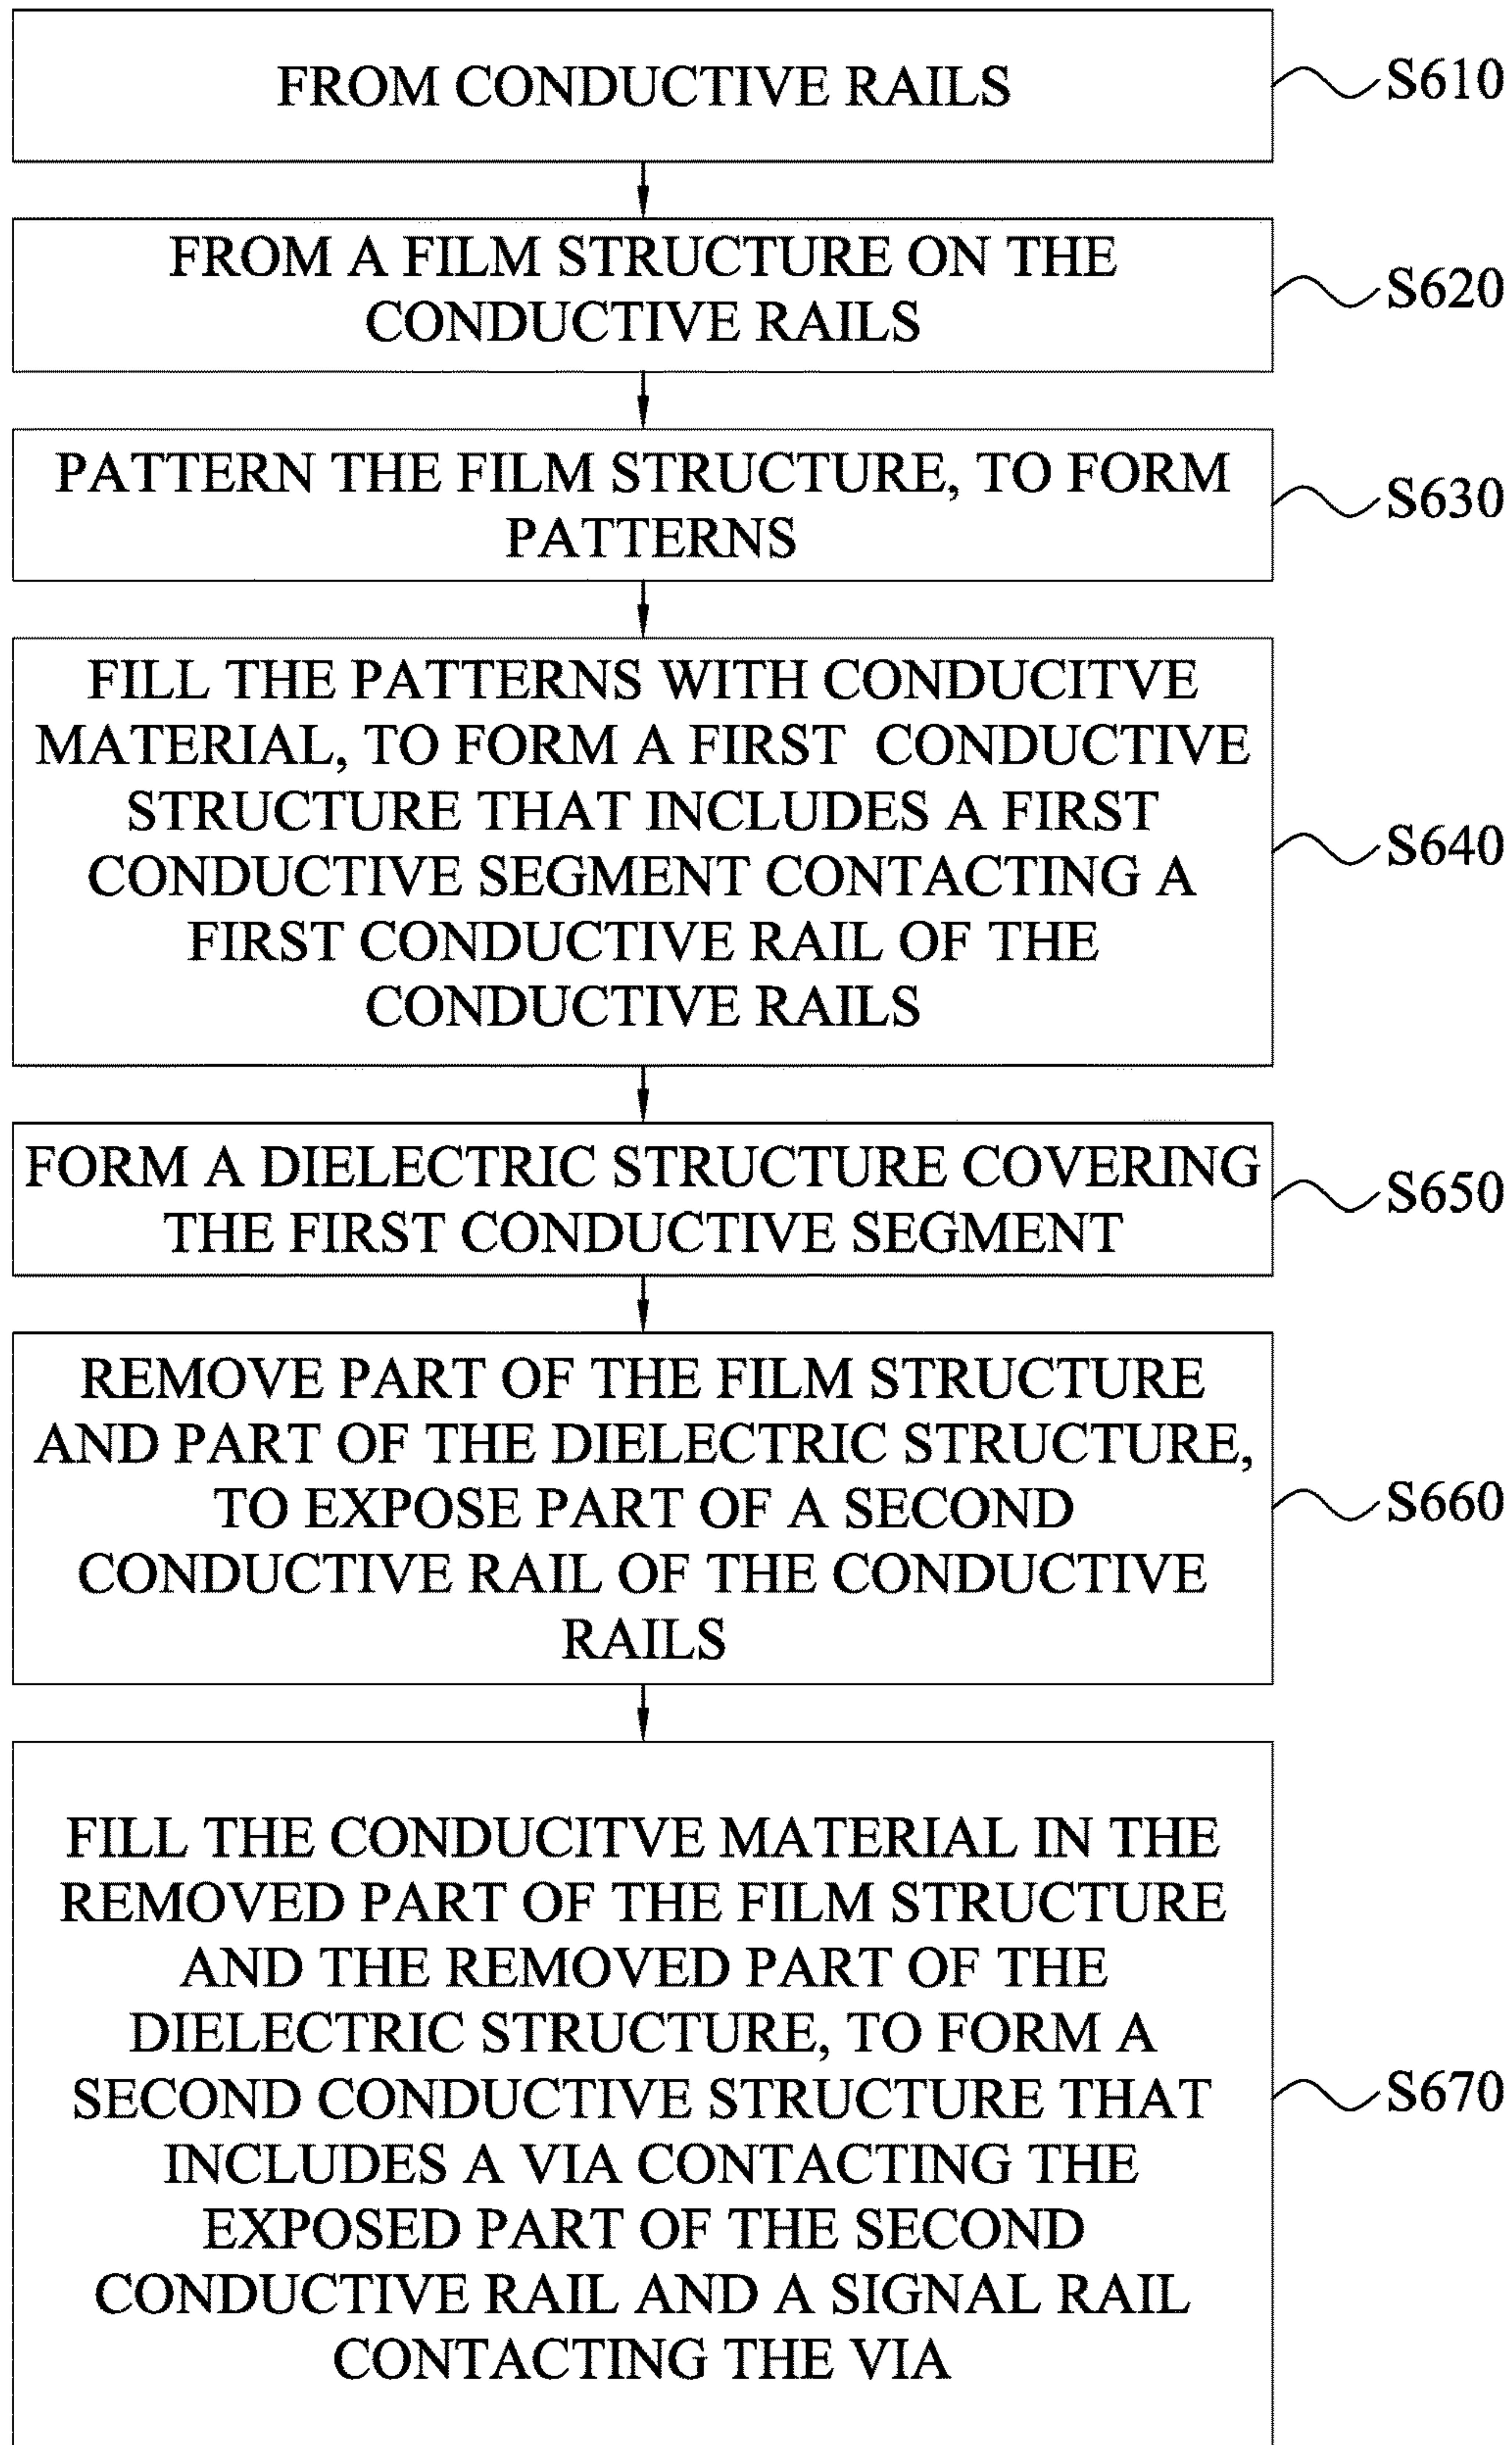 FROM CONDUCTIVE RAILS
S610
FROM A FILM STRUCTURE ON THE
CONDUCTIVE RAILS
S620
PATTERN THE FILM STRUCTURE, TO FORM
PATTERNS
S630
FILL THE PATTERNS WITH CONDUCITVE
MATERIAL, TO FORM A FIRST CONDUCTIVE
STRUCTURE THAT INCLUDES A FIRST
CONDUCTIVE SEGMENT CONTACTING A
FIRST CONDUCTIVE RAIL OF THE
CONDUCTIVE RAILS
S640
FORM A DIELECTRIC STRUCTURE COVERING
THE FIRST CONDUCTIVE SEGMENT
S650
REMOVE PART OF THE FILM STRUCTURE
AND PART OF THE DIELECTRIC STRUCTURE,
TO EXPOSE PART OF A SECOND
CONDUCTIVE RAIL OF THE CONDUCTIVE
RAILS
S660
FILL THE CONDUCITVE MATERIAL IN THE
REMOVED PART OF THE FILM STRUCTURE
AND THE REMOVED PART OF THE
DIELECTRIC STRUCTURE, TO FORM A
SECOND CONDUCTIVE STRUCTURE THAT
INCLUDES A VIA CONTACTING THE
EXPOSED PART OF THE SECOND
CONDUCTIVE RAIL AND A SIGNAL RAIL
CONTACTING THE VIA
S670